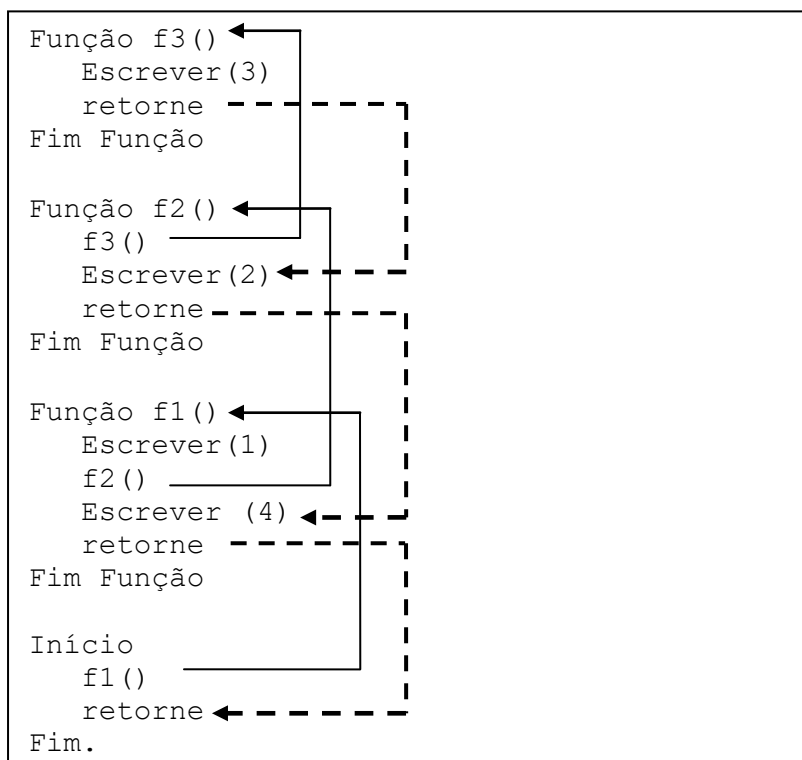 Função f3()
Escrever(3)
retorne
Fim Função
Função f2()
f3()
Escrever(2)
retorne
Fim Função
Função f1()
Escrever(1)
f2()
Escrever (4)
retorne
Fim Função
Início
f1()
retorne
Fim.